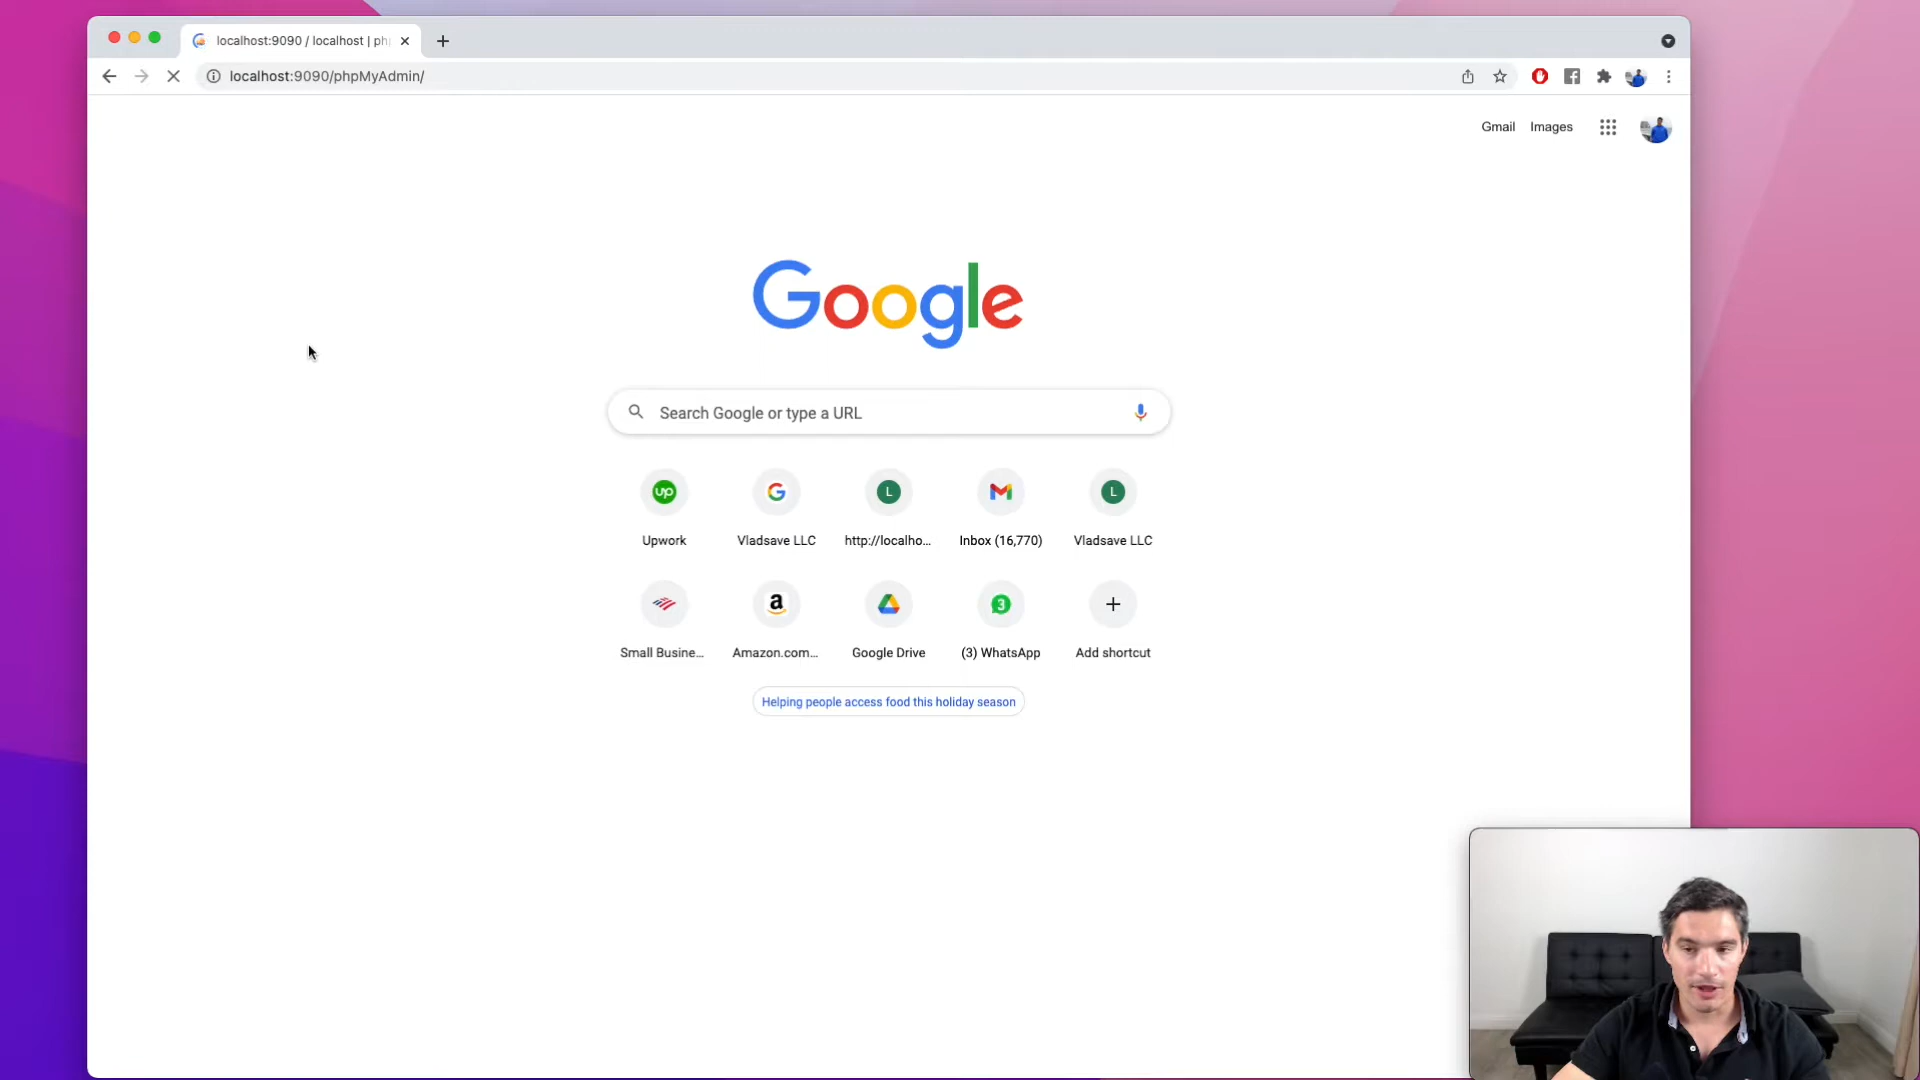 localhost:9090 / localhost | ph
localhost:9090/phpMyAdmin/
Gmail Images
Google
Search Google or type a URL
up G L M L
Upwork Vladsave LLC http://localho... Inbox (16,770) Vladsave LLC
a 3
Small Busine... Amazon.com... Google Drive (3) WhatsApp Add shortcut
Helping people access food this holiday season